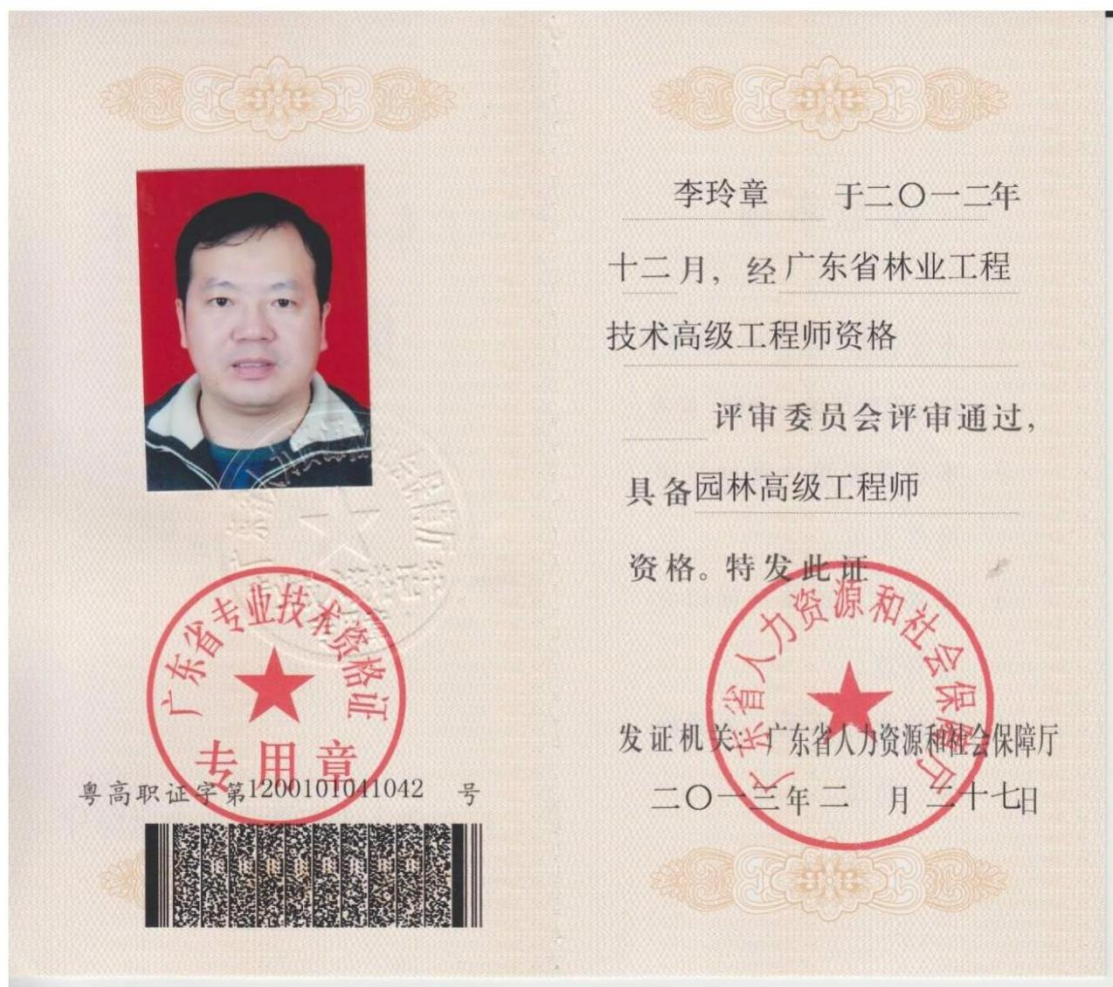 广东省专业技术资格证
专用章
粤高职证字第1200101041042 号
李玲章 于二〇一二年
十二月，经广东省林业工程
技术高级工程师资格
评审委员会评审通过，
具备园林高级工程师
资格。特发此证
广东省人力资源和社会保障厅
发证机关：广东省人力资源和社会保障厅
二〇一三年二 月二十七日